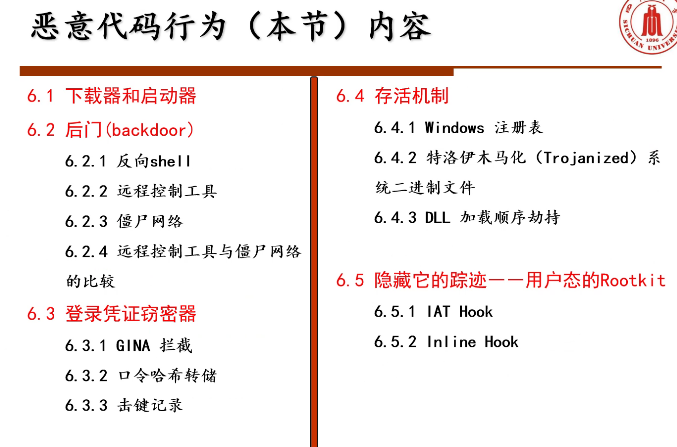 恶意代码行为（本节）内容
SICHUAN UNIVERSITY
1896
6.1 下载器和启动器
6.2 后门(backdoor)
6.2.1 反向shell
6.2.2 远程控制工具
6.2.3 僵尸网络
6.2.4 远程控制工具与僵尸网络
的比较
6.3 登录凭证窃密器
6.3.1 GINA 拦截
6.3.2 口令哈希转储
6.3.3 击键记录
6.4 存活机制
6.4.1 Windows 注册表
6.4.2 特洛伊木马化（Trojanized）系
统二进制文件
6.4.3 DLL 加载顺序劫持
6.5 隐藏它的踪迹——用户态的Rootkit
6.5.1 IAT Hook
6.5.2 Inline Hook